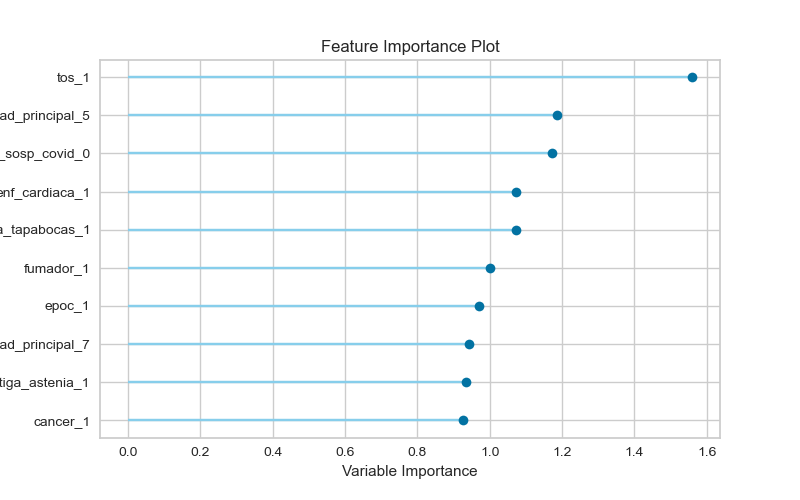 Feature Importance Plot
tos_1
ad_principal_5
_sosp_covid_0
enf_cardiaca_1
a_tapabocas_1
fumador_1
epoc_1
ad_principal_7
tiga_astenia_1
cancer_1
0.0 0.2 0.4 0.6 0.8 1.0 1.2 1.4 1.6
Variable Importance